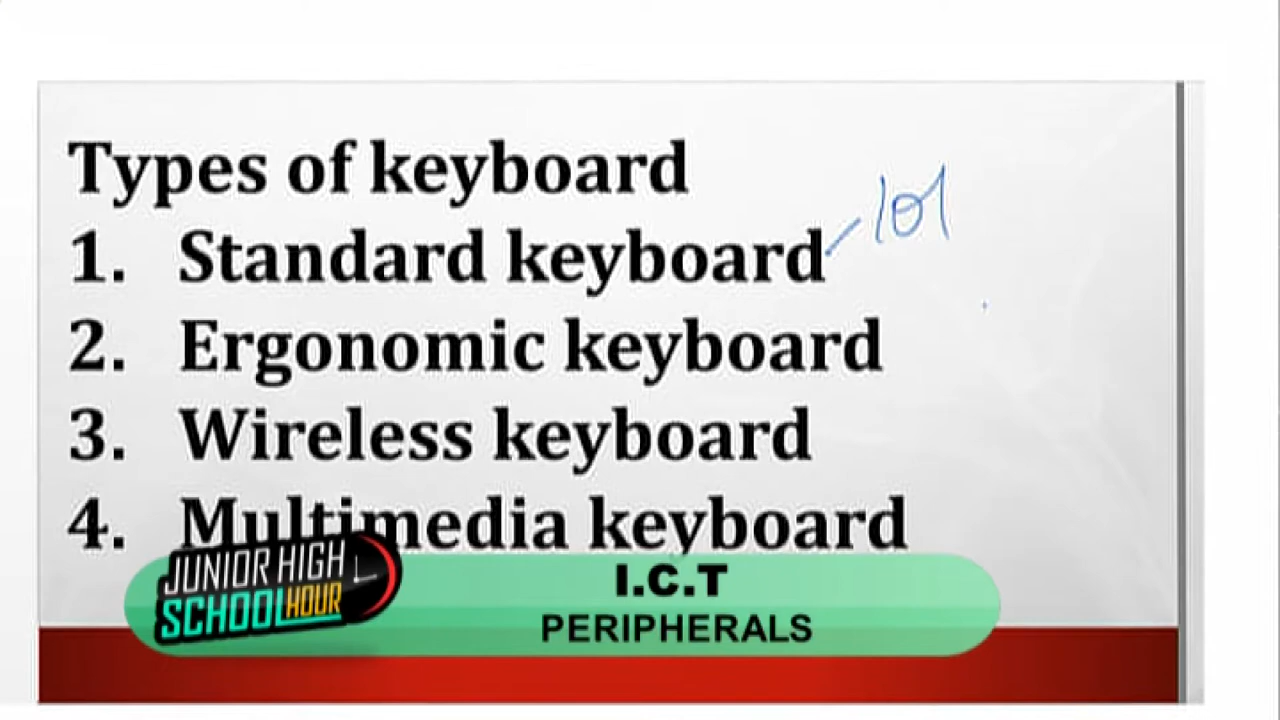 Types of keyboard
1. Standard keyboard 101
2. Ergonomic keyboard
3. Wireless keyboard
4. Multimedia keyboard
JUNIOR HIGH
SCHOOL HOUR
I.C.T
PERIPHERALS